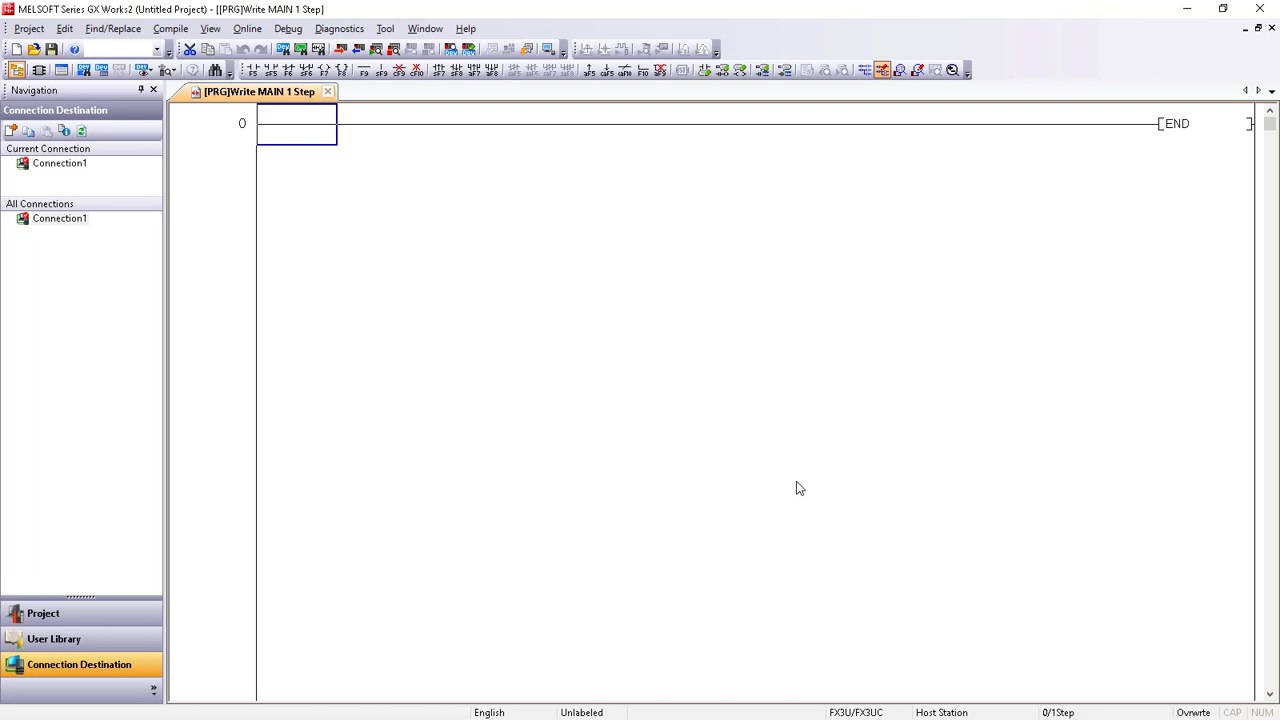 MELSOFT Series GX Works2 (Untitled Project) - [[PRG]Write MAIN 1 Step]
Project Edit Find/Replace Compile View Online Debug Diagnostics Tool Window Help
Navigation
[PRG]Write MAIN 1 Step
Connection Destination
0
END
Current Connection
Connection1
All Connections
Connection1
Project
User Library
Connection Destination
English Unlabeled FX3U/FX3UC Host Station 0/1Step Ovrwrte CAP NUM